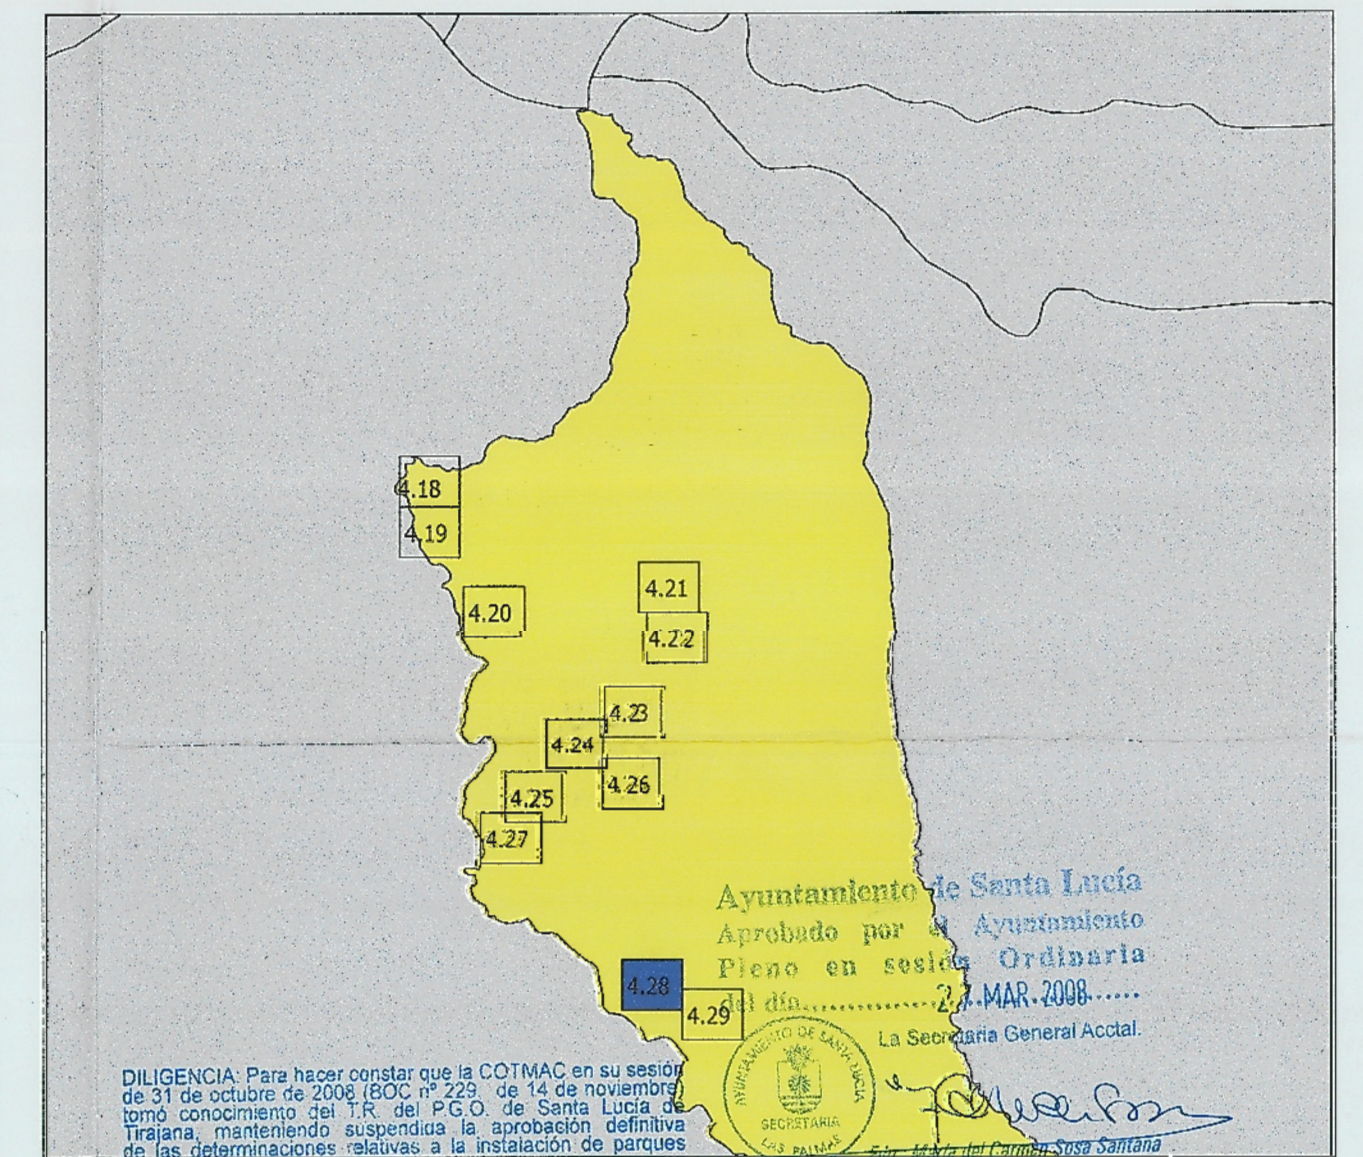 4.18
4.19
4.20
4.21
4.22
4.23
4.24
4.26
4.25
4.27
4.28
4.29
Ayuntamiento de Santa Lucía
Aprobado por el Ayuntamiento
Pleno en sesión Ordinaria
del día.............2 MAR 2008......
La Secretaria General Acctal.
AYUNTAMIENTO DE SANTA LUCIA
SECRETARIA
LAS PALMAS
Fdo.: María del Carmen Sosa Santana
DILIGENCIA: Para hacer constar que la COTMAC en su sesión
de 31 de octubre de 2008 (BOC nº 229, de 14 de noviembre)
tomó conocimiento del T.R. del P.G.O. de Santa Lucía de
Tirajana, manteniendo suspendida la aprobación definitiva
de las determinaciones relativas a la instalación de parques